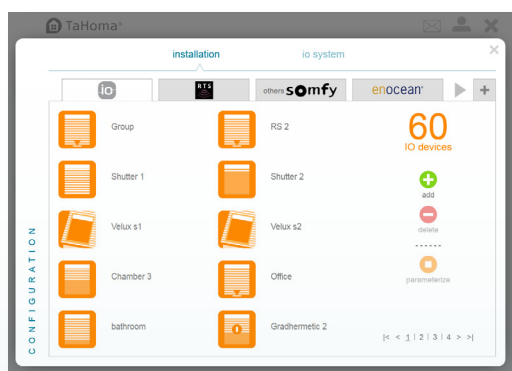 TaHoma®
installation
io system
io
RTS
others somfy
enocean®
Group
RS 2
60
IO devices
Shutter 1
Shutter 2
add
Velux s1
Velux s2
delete
Chamber 3
Office
parameterize
bathroom
Gradhermetic 2
|< < 1 | 2 | 3 | 4 > >|
CONFIGURATION